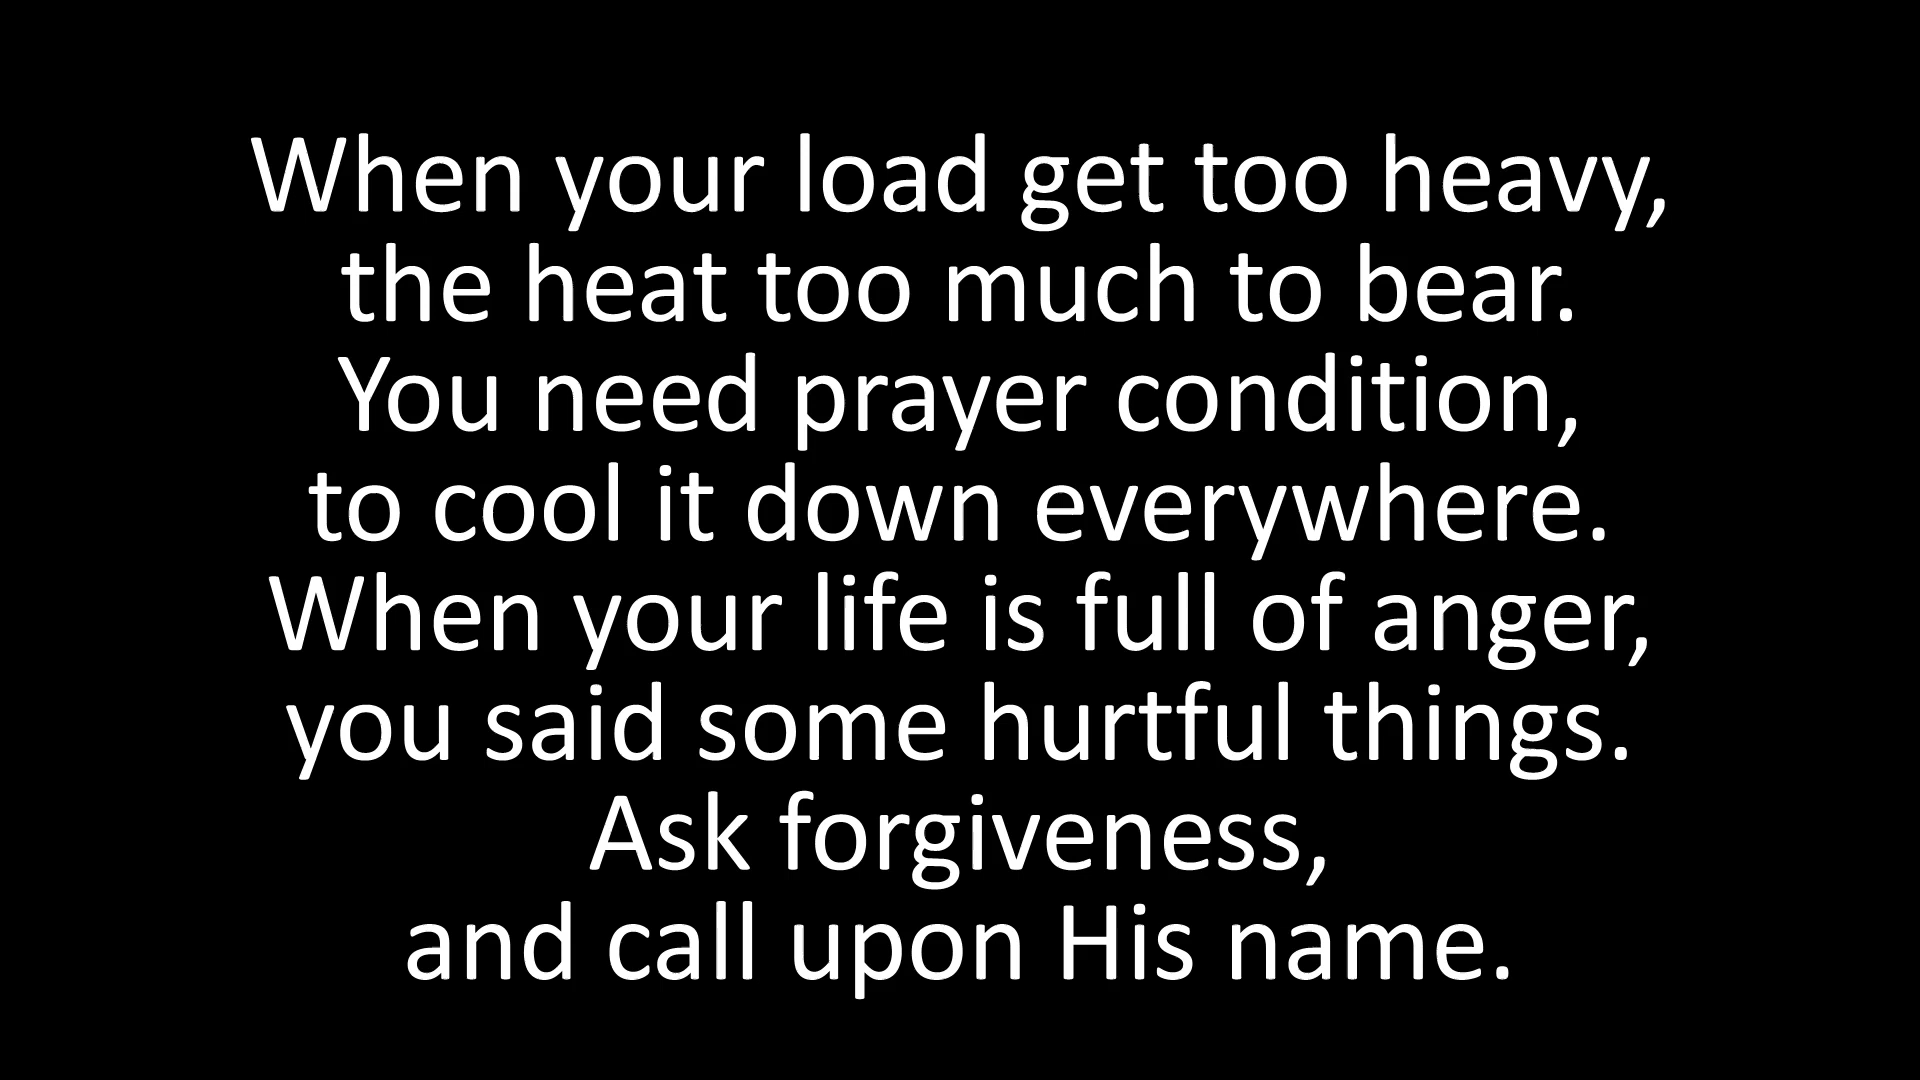 When your load get too heavy,
the heat too much to bear.
You need prayer condition,
to cool it down everywhere.
When your life is full of anger,
you said some hurtful things.
Ask forgiveness,
and call upon His name.